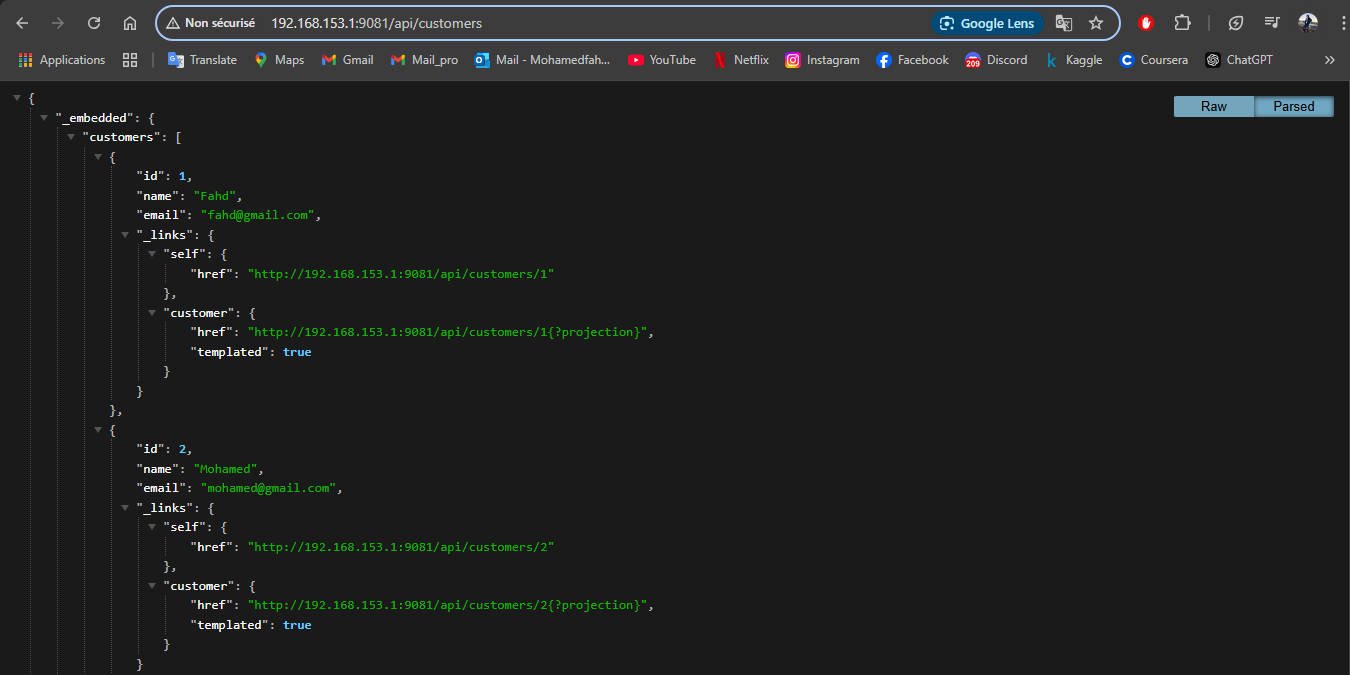 Non sécurisé 192.168.153.1:9081/api/customers Google Lens
Applications Translate Maps Gmail Mail_pro Mail - Mohamedfah... YouTube Netflix Instagram Facebook 209 Discord Kaggle Coursera ChatGPT »
Raw Parsed
{
"_embedded": {
"customers": [
{
"id": 1,
"name": "Fahd",
"email": "fahd@gmail.com",
"_links": {
"self": {
"href": "http://192.168.153.1:9081/api/customers/1"
},
"customer": {
"href": "http://192.168.153.1:9081/api/customers/1{?projection}",
"templated": true
}
}
},
{
"id": 2,
"name": "Mohamed",
"email": "mohamed@gmail.com",
"_links": {
"self": {
"href": "http://192.168.153.1:9081/api/customers/2"
},
"customer": {
"href": "http://192.168.153.1:9081/api/customers/2{?projection}",
"templated": true
}
}